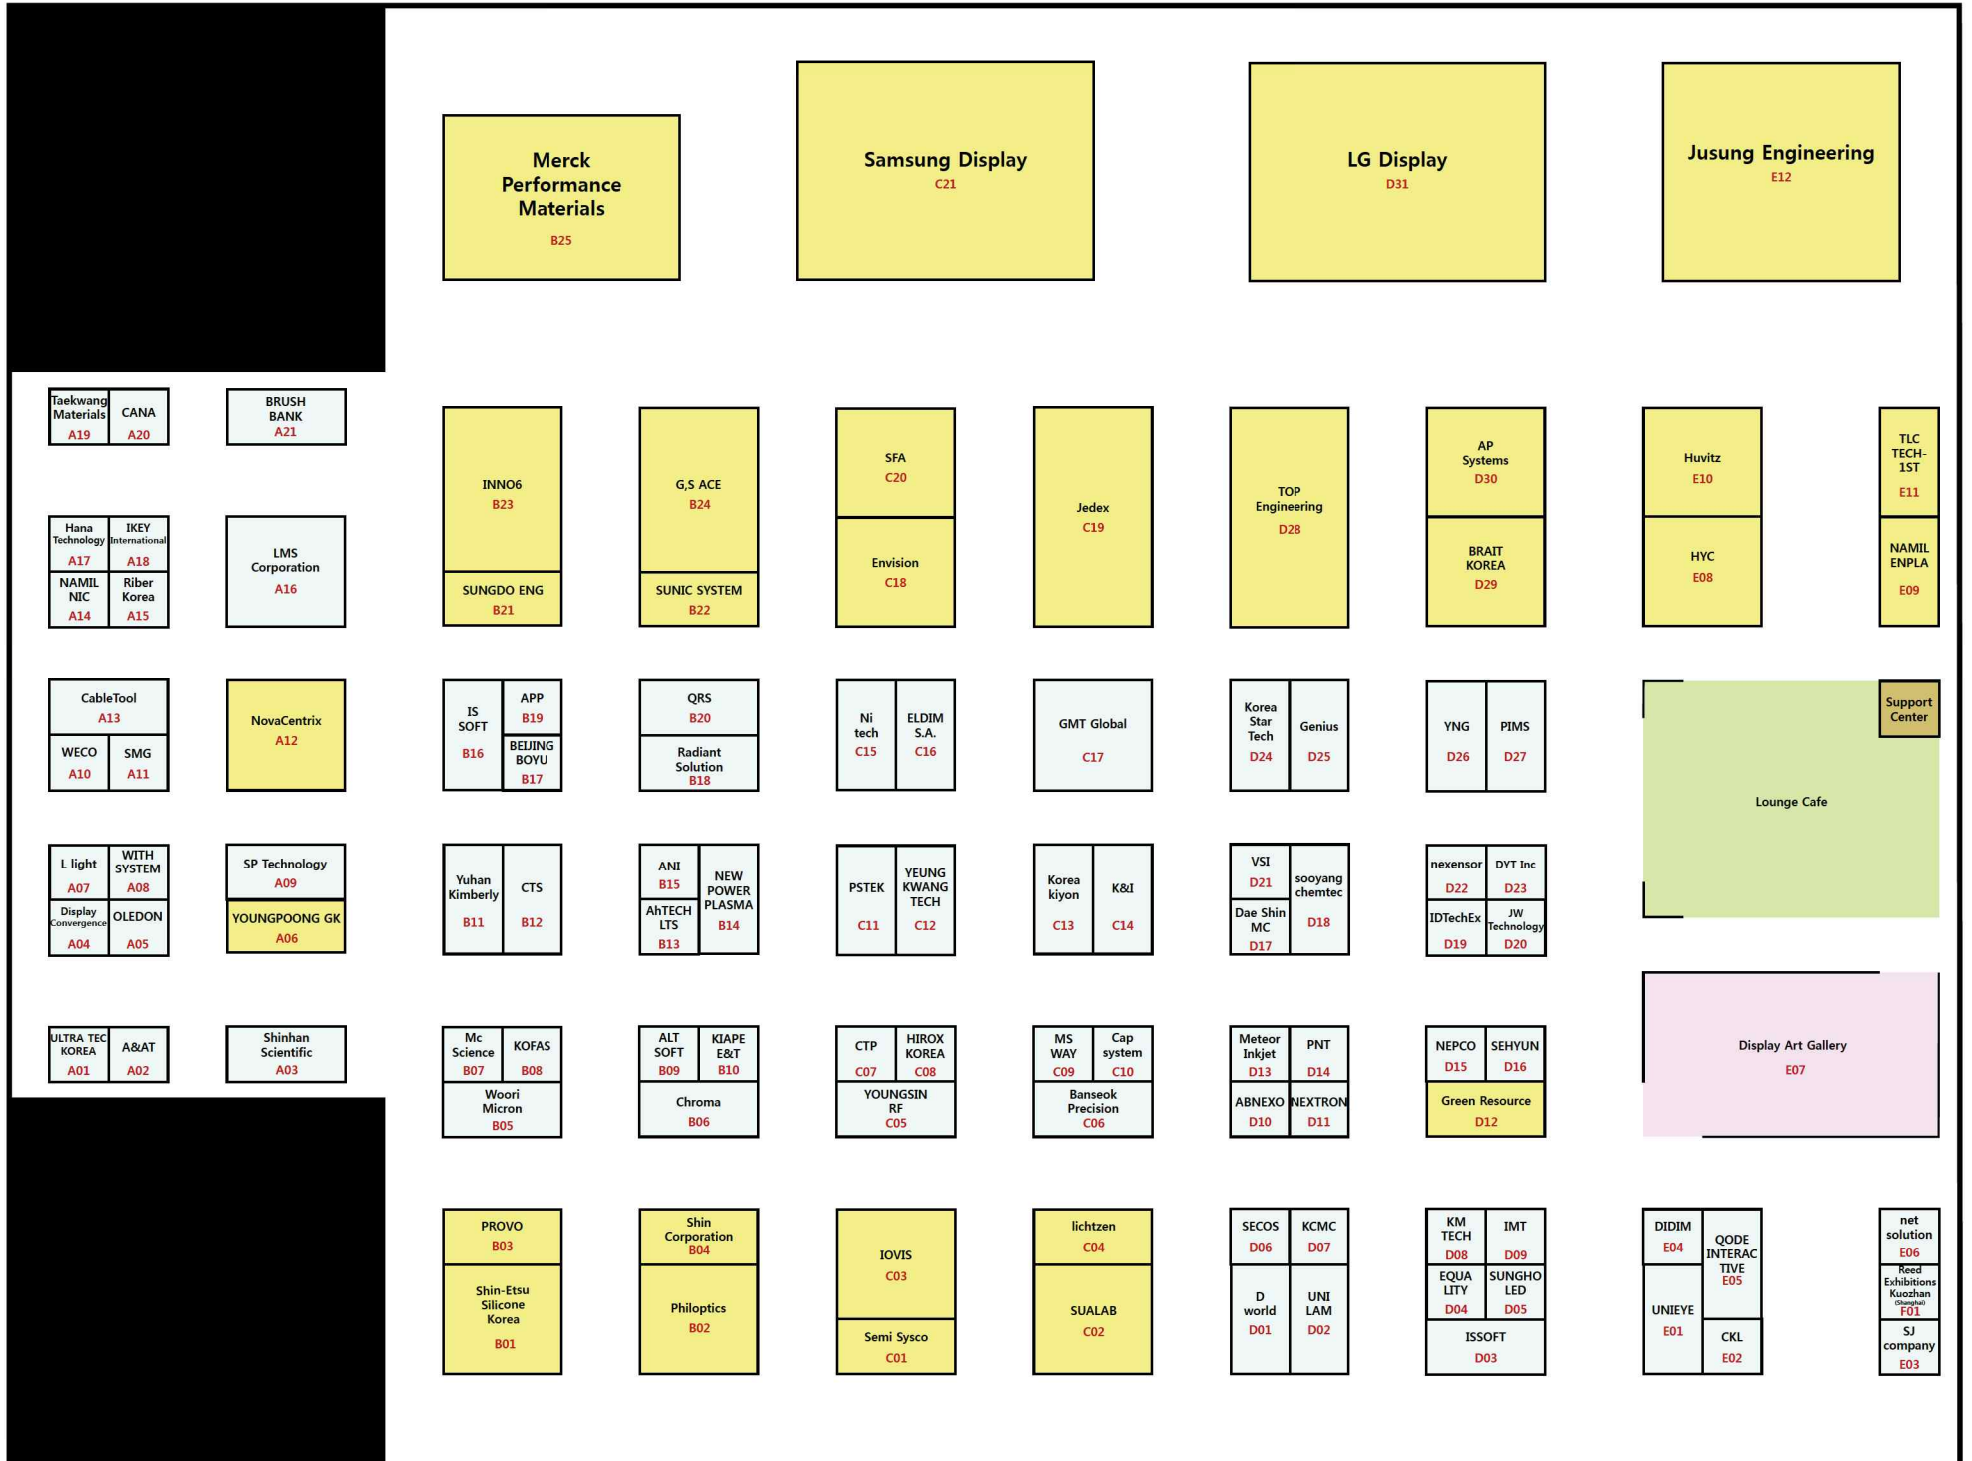 Merck
Performance
Materials
B25
Samsung Display
C21
LG Display
D31
Jusung Engineering
E12
Taekwang
Materials
A19
CANA
A20
BRUSH
BANK
A21
INNO6
B23
G,S ACE
B24
SFA
C20
Jedex
C19
TOP
Engineering
D28
AP
Systems
D30
Huvitz
E10
TLC
TECH-
1ST
E11
Hana
Technology
A17
IKEY
International
A18
LMS
Corporation
A16
Envision
C18
BRAIT
KOREA
D29
HYC
E08
NAMIL
ENPLA
E09
NAMIL
NIC
A14
Riber
Korea
A15
SUNGDO ENG
B21
SUNIC SYSTEM
B22
CableTool
A13
NovaCentrix
A12
IS
SOFT
B16
APP
B19
QRS
B20
Ni
tech
C15
ELDIM
S.A.
C16
GMT Global
C17
Korea
Star
Tech
D24
Genius
D25
YNG
D26
PIMS
D27
Support
Center
WECO
A10
SMG
A11
BEIJING
BOYU
B17
Radiant
Solution
B18
Lounge Cafe
L light
A07
WITH
SYSTEM
A08
SP Technology
A09
Yuhan
Kimberly
B11
CTS
B12
ANI
B15
NEW
POWER
PLASMA
B14
PSTEK
C11
YEUNG
KWANG
TECH
C12
Korea
kiyon
C13
K&I
C14
VSI
D21
sooyang
chemtec
D18
nexensor
D22
DYT Inc
D23
Display
Convergence
A04
OLEDON
A05
YOUNGPOONG GK
A06
AhTECH
LTS
B13
Dae Shin
MC
D17
IDTechEx
D19
JW
Technology
D20
ULTRA TEC
KOREA
A01
A&AT
A02
Shinhan
Scientific
A03
Mc
Science
B07
KOFAS
B08
ALT
SOFT
B09
KIAPE
E&T
B10
CTP
C07
HIROX
KOREA
C08
MS
WAY
C09
Cap
system
C10
Meteor
Inkjet
D13
PNT
D14
NEPCO
D15
SEHYUN
D16
Display Art Gallery
E07
Woori
Micron
B05
Chroma
B06
YOUNGSIN
RF
C05
Banseok
Precision
C06
ABNEXO
D10
NEXTRON
D11
Green Resource
D12
PROVO
B03
Shin
Corporation
B04
IOVIS
C03
lichtzen
C04
SECOS
D06
KCMC
D07
KM
TECH
D08
IMT
D09
DIDIM
E04
QODE
INTERAC
TIVE
E05
net
solution
E06
Shin-Etsu
Silicone
Korea
B01
Philoptics
B02
SUALAB
C02
D
world
D01
UNI
LAM
D02
EQUA
LITY
D04
SUNGHO
LED
D05
UNIEYE
E01
Reed
Exhibitions
Kuozhan
(Shanghai)
F01
Semi Sysco
C01
ISSOFT
D03
CKL
E02
SJ
company
E03